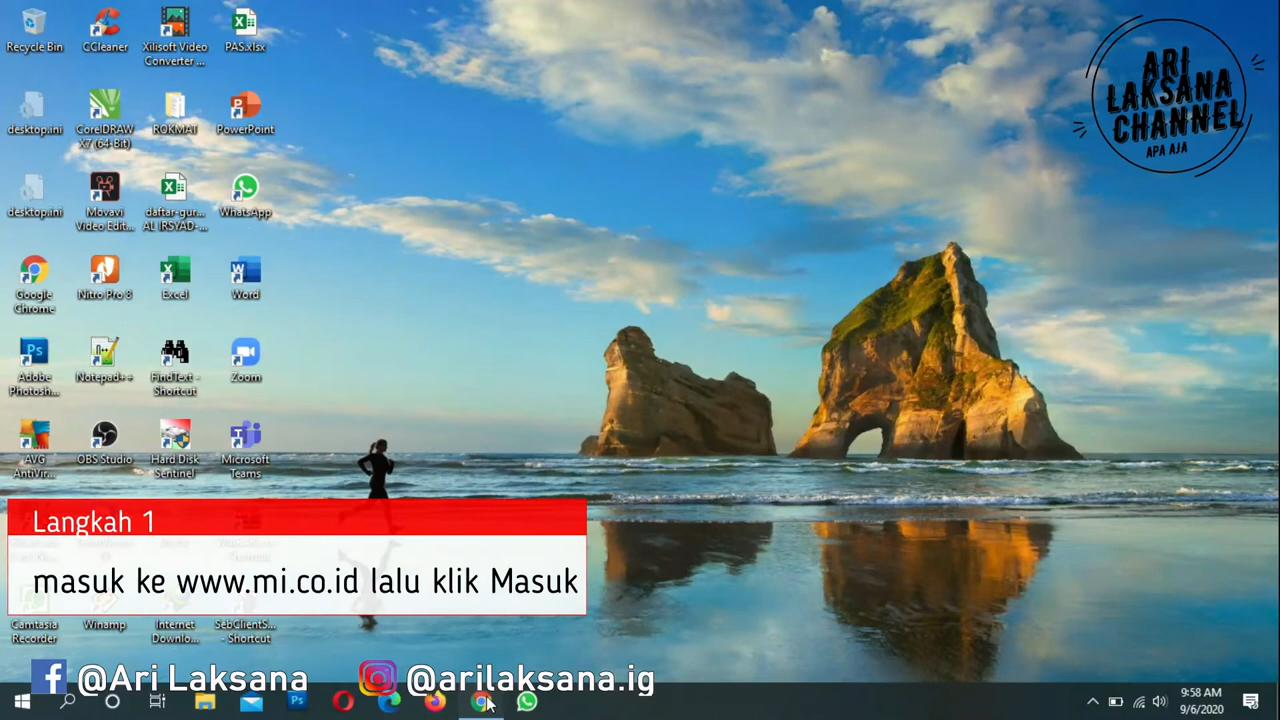 Recycle Bin
CCleaner
Xilisoft Video
Converter ...
PAS.xlsx
ARI
LAKSANA
CHANNEL
APA AJA
desktop.ini
CorelDRAW
X7 (64-Bit)
ROKMAT
PowerPoint
desktop.ini
Movavi
Video Edit...
daftar-gur...
AL IRSYAD-...
WhatsApp
Google
Chrome
Nitro Pro 8
Excel
Word
Adobe
Photosh...
Notepad++
FindText -
Shortcut
Zoom
AVG
AntiVir...
OBS Studio
Hard Disk
Sentinel
Microsoft
Teams
Langkah 1
masuk ke www.mi.co.id lalu klik Masuk
Camtasia
Recorder
Winamp
Internet
Downlo...
SebClientS...
- Shortcut
@Ari Laksana
@arilaksana.ig
9:58 AM
9/6/2020